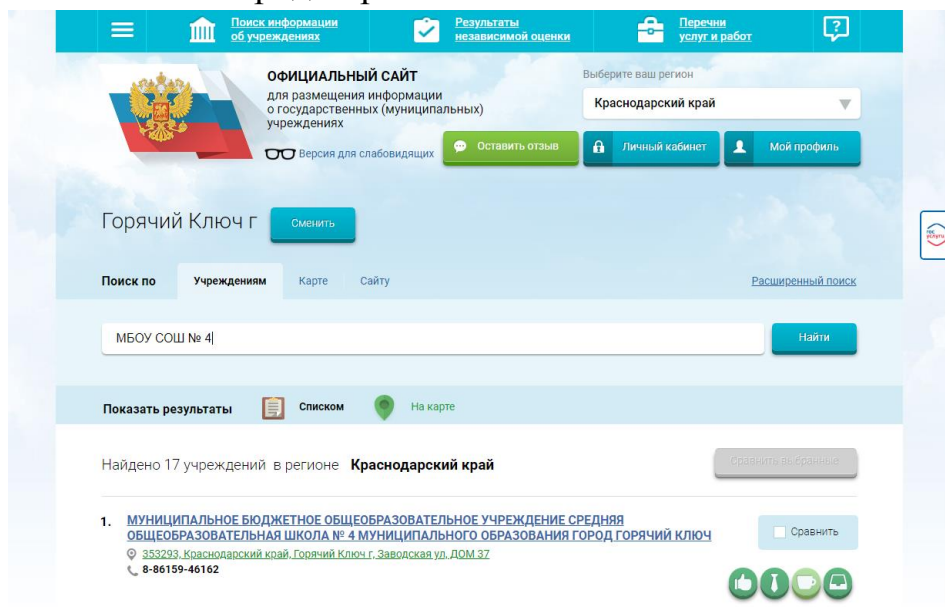 Поиск информации
об учреждениях
Результаты
независимой оценки
Перечни
услуг и работ
ОФИЦИАЛЬНЫЙ САЙТ
для размещения информации
о государственных (муниципальных)
учреждениях
Версия для слабовидящих
Выберите ваш регион
Краснодарский край
Оставить отзыв
Личный кабинет
Мой профиль
Горячий Ключ г
Сменить
Поиск по
Учреждениям
Карте
Сайту
Расширенный поиск
МБОУ СОШ № 4
Найти
Показать результаты
Списком
На карте
Найдено 17 учреждений в регионе Краснодарский край
Сравнить выбранные
1. МУНИЦИПАЛЬНОЕ БЮДЖЕТНОЕ ОБЩЕОБРАЗОВАТЕЛЬНОЕ УЧРЕЖДЕНИЕ СРЕДНЯЯ
ОБЩЕОБРАЗОВАТЕЛЬНАЯ ШКОЛА № 4 МУНИЦИПАЛЬНОГО ОБРАЗОВАНИЯ ГОРОД ГОРЯЧИЙ КЛЮЧ
353293, Краснодарский край, Горячий Ключ г, Заводская ул, ДОМ 37
8-86159-46162
Сравнить